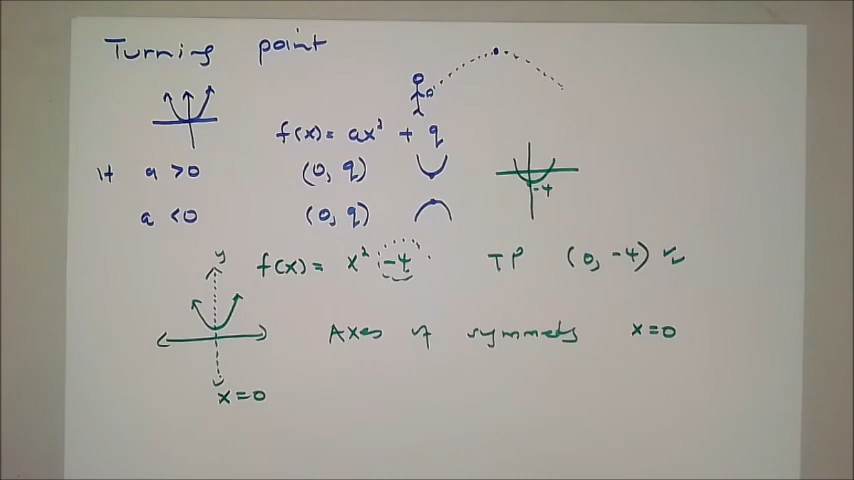 Turning point
f(x) = ax² + q
If a > 0 (0, q)
-4
a < 0 (0, q)
y
f(x) = x² -4 TP (0, -4)
Axes of symmetry x=0
x=0